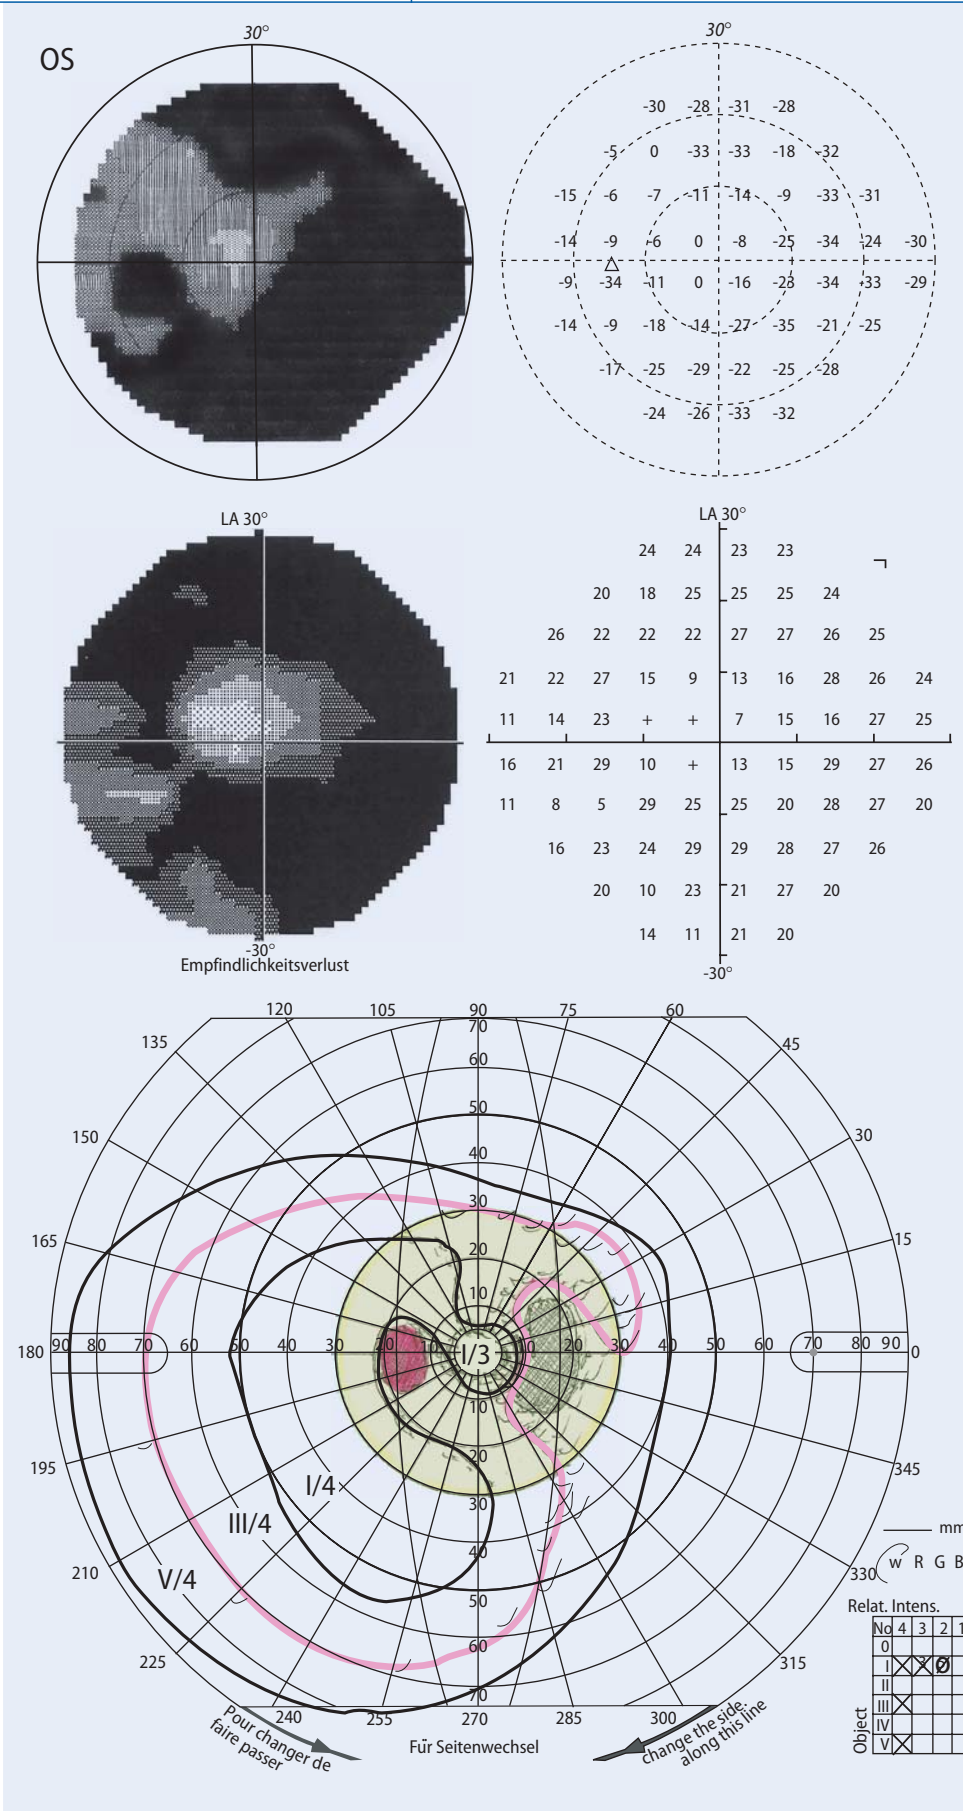 OS
30°
30°
-30 -28 -31 -28
-5 0 -33 -33 -18 -32
-15 -6 -7 -11 -14 -9 -33 -31
-14 -9 -6 0 -8 -25 -34 -24 -30
-9 -34 -11 0 -16 -23 -34 -33 -29
-14 -9 -18 -14 -27 -35 -21 -25
-17 -25 -29 -22 -25 -28
-24 -26 -33 -32
LA 30°
-30°
Empfindlichkeitsverlust
LA 30°
24 24 23 23
20 18 25 25 25 24
26 22 22 22 27 27 26 25
21 22 27 15 9 13 16 28 26 24
11 14 23 + + 7 15 16 27 25
16 21 29 10 + 13 15 29 27 26
11 8 5 29 25 25 20 28 27 20
16 23 24 29 29 28 27 26
20 10 23 21 27 20
14 11 21 20
-30°
120 105 90 75 60
70
135 45
60
50
150 30
40
30
165 15
20
10
180 90 80 70 60 50 40 30 20 10 I/3 10 20 30 40 50 60 70 80 90 0
10
195 345
20
I/4
30
III/4
40
V/4
50
60
70
210 330
225 315
240 255 270 285 300
mm
W R G B
Relat. Intens.
No 4 3 2 1
0
I
II
III
IV
V
Object
Pour changer de
faire passer
Für Seitenwechsel
change the side.
along this line